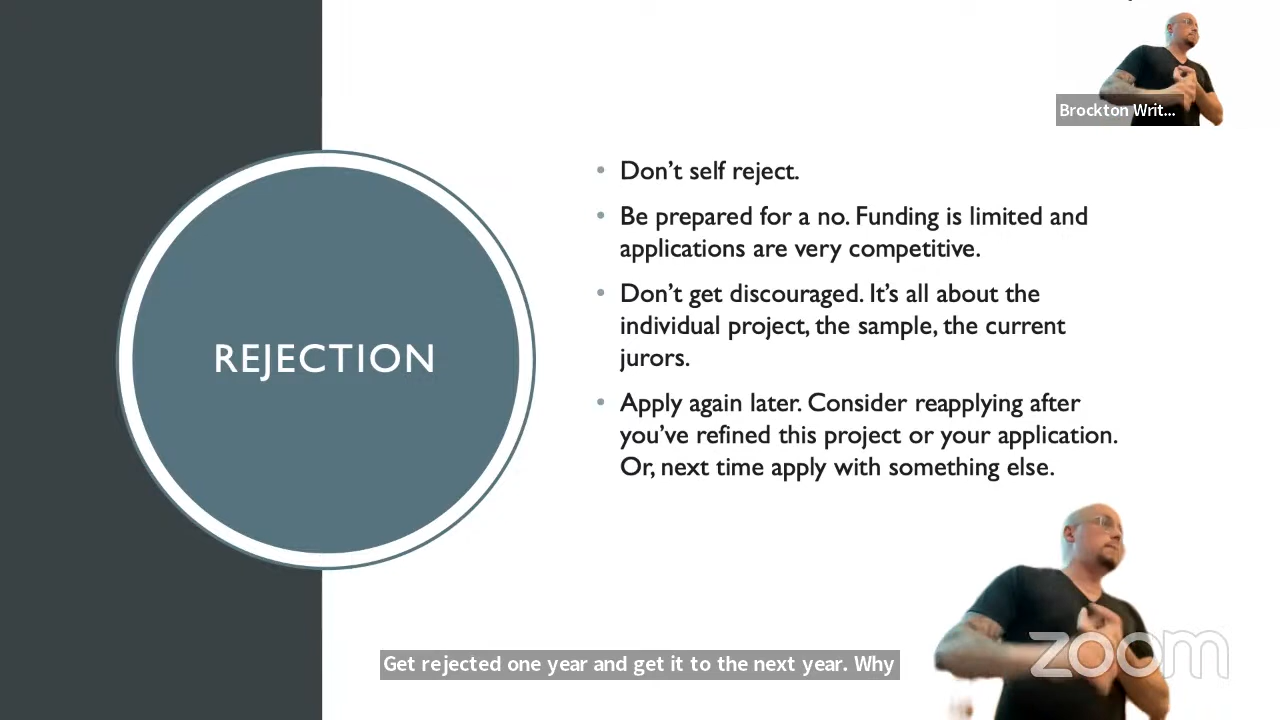 Brockton Writ...
REJECTION
• Don't self reject.
• Be prepared for a no. Funding is limited and
applications are very competitive.
• Don't get discouraged. It's all about the
individual project, the sample, the current
jurors.
• Apply again later. Consider reapplying after
you've refined this project or your application.
Or, next time apply with something else.
Get rejected one year and get it to the next year. Why
zoom